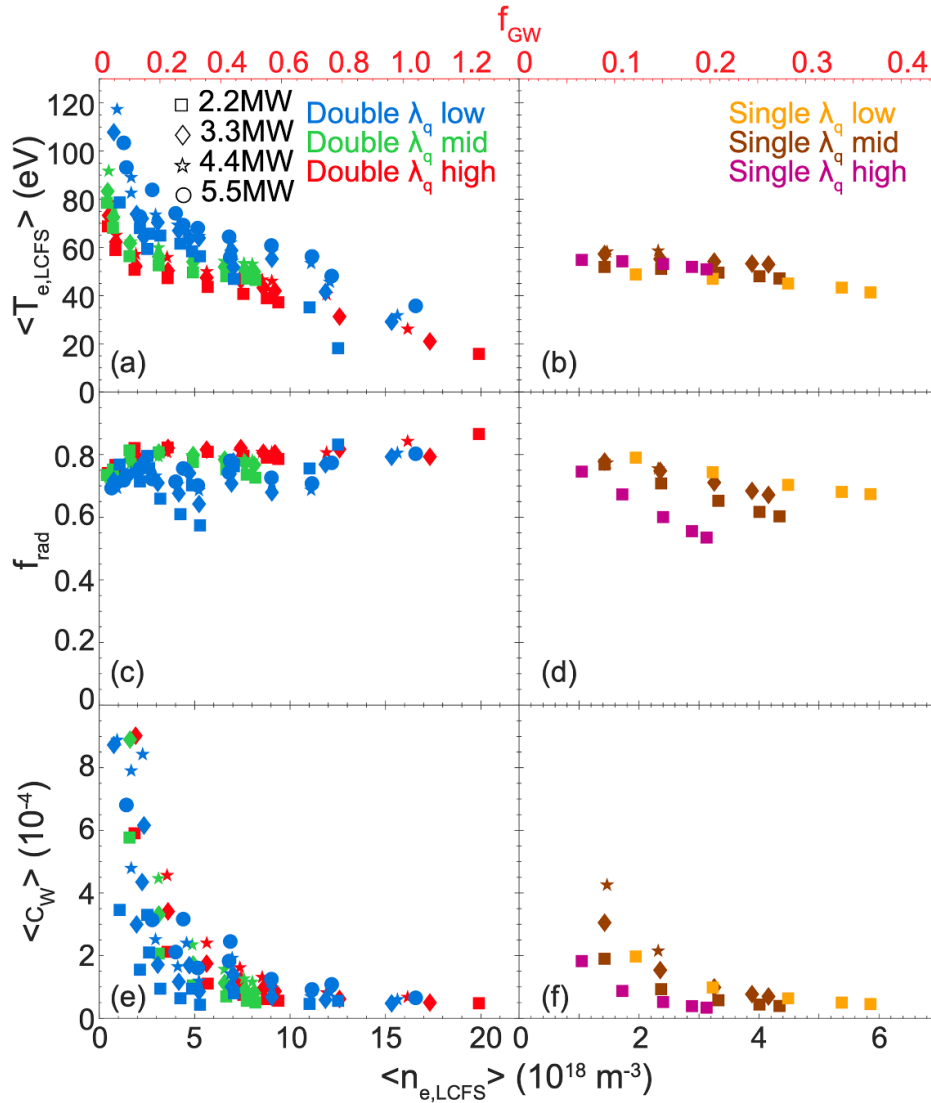 f_GW
0 0.2 0.4 0.6 0.8 1.0 1.2
0.1 0.2 0.3 0.4
<T_e,LCFS> (eV)
120
100
80
60
40
20
0
2.2MW
3.3MW
4.4MW
5.5MW
Double λ_q low
Double λ_q mid
Double λ_q high
(a)
Single λ_q low
Single λ_q mid
Single λ_q high
(b)
f_rad
0.8
0.6
0.4
0.2
0
(c)
(d)
<c_W> (10⁻⁴)
8
6
4
2
0
(e)
(f)
0 5 10 15 20
0 2 4 6
<n_e,LCFS> (10¹⁸ m⁻³)